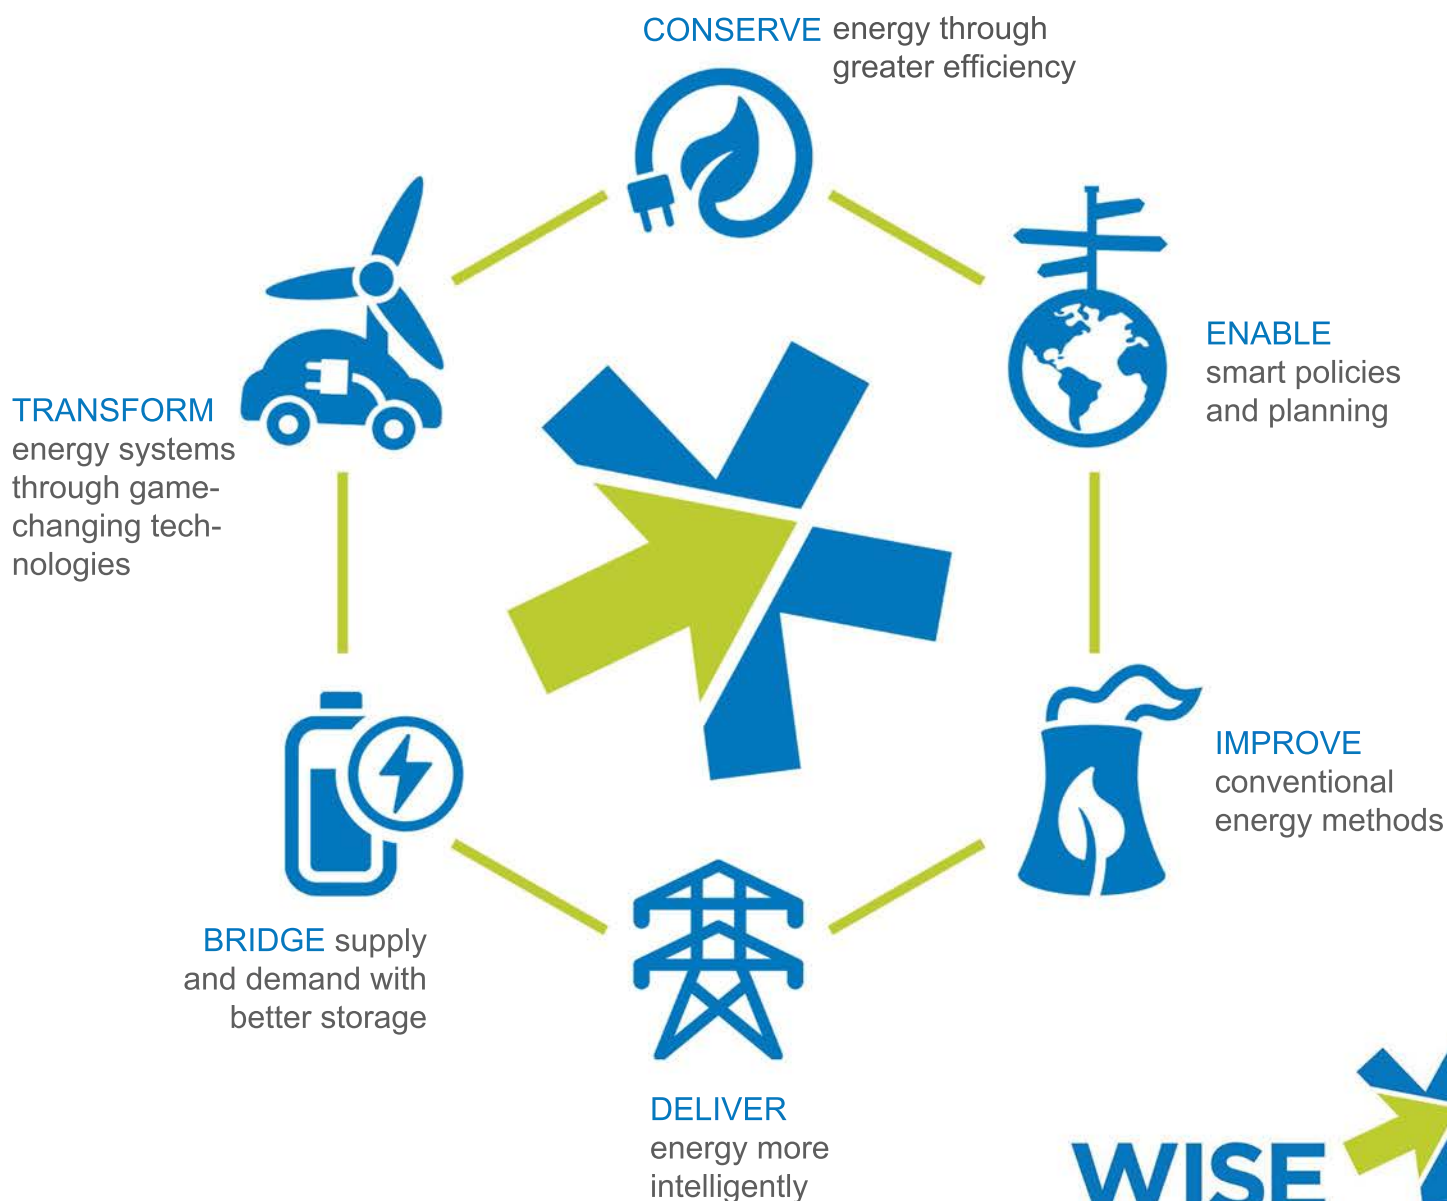 CONSERVE energy through
greater efficiency
ENABLE
smart policies
and planning
TRANSFORM
energy systems
through game-
changing tech-
nologies
IMPROVE
conventional
energy methods
BRIDGE supply
and demand with
better storage
DELIVER
energy more
intelligently
WISE